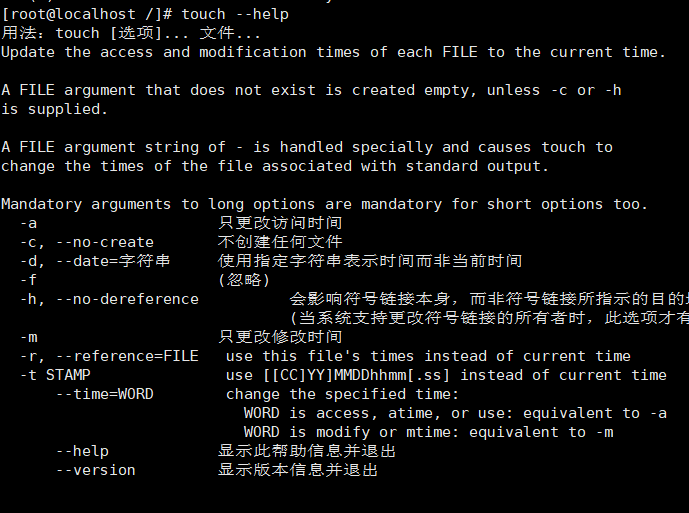 [root@localhost /]# touch --help
用法：touch [选项]... 文件...
Update the access and modification times of each FILE to the current time.
A FILE argument that does not exist is created empty, unless -c or -h
is supplied.
A FILE argument string of - is handled specially and causes touch to
change the times of the file associated with standard output.
Mandatory arguments to long options are mandatory for short options too.
-a 只更改访问时间
-c, --no-create 不创建任何文件
-d, --date=字符串 使用指定字符串表示时间而非当前时间
-f (忽略)
-h, --no-dereference 会影响符号链接本身，而非符号链接所指示的目的
(当系统支持更改符号链接的所有者时，此选项才有
-m 只更改修改时间
-r, --reference=FILE use this file's times instead of current time
-t STAMP use [[CC]YY]MMDDhhmm[.ss] instead of current time
--time=WORD change the specified time:
WORD is access, atime, or use: equivalent to -a
WORD is modify or mtime: equivalent to -m
--help 显示此帮助信息并退出
--version 显示版本信息并退出